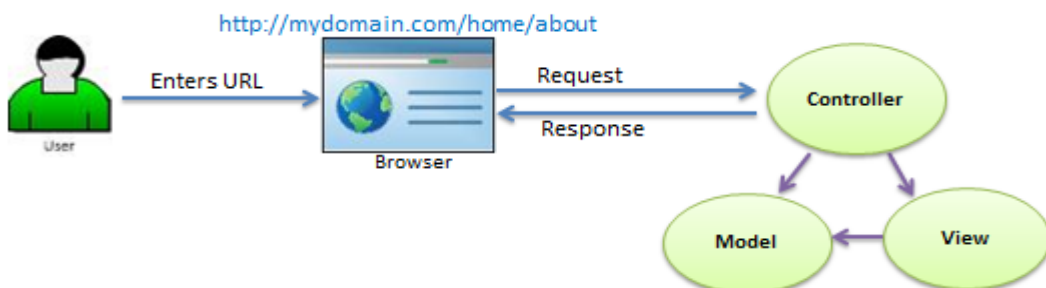 http://mydomain.com/home/about
Enters URL
Request
Controller
Response
User
Browser
Model
View